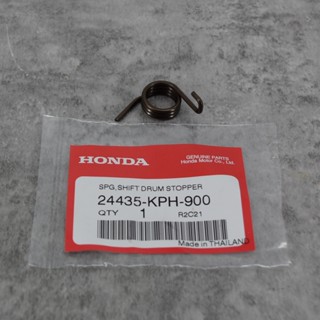 HONDA
GENUINE PARTS
Honda Motor Co., Ltd.
SPG, SHIFT DRUM STOPPER
24435-KPH-900
QTY 1 R2C21
Made in THAILAND